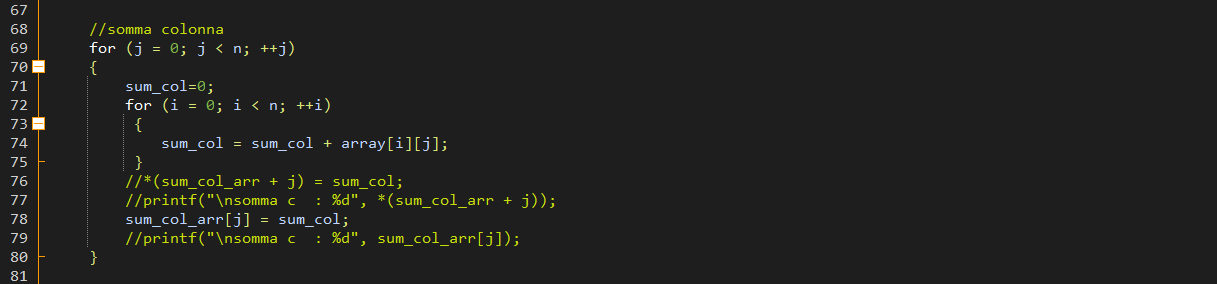 67
68 //somma colonna
69 for (j = 0; j < n; ++j)
70 {
71 sum_col=0;
72 for (i = 0; i < n; ++i)
73 {
74 sum_col = sum_col + array[i][j];
75 }
76 //*(sum_col_arr + j) = sum_col;
77 //printf("\nsomma c  : %d", *(sum_col_arr + j));
78 sum_col_arr[j] = sum_col;
79 //printf("\nsomma c  : %d", sum_col_arr[j]);
80 }
81